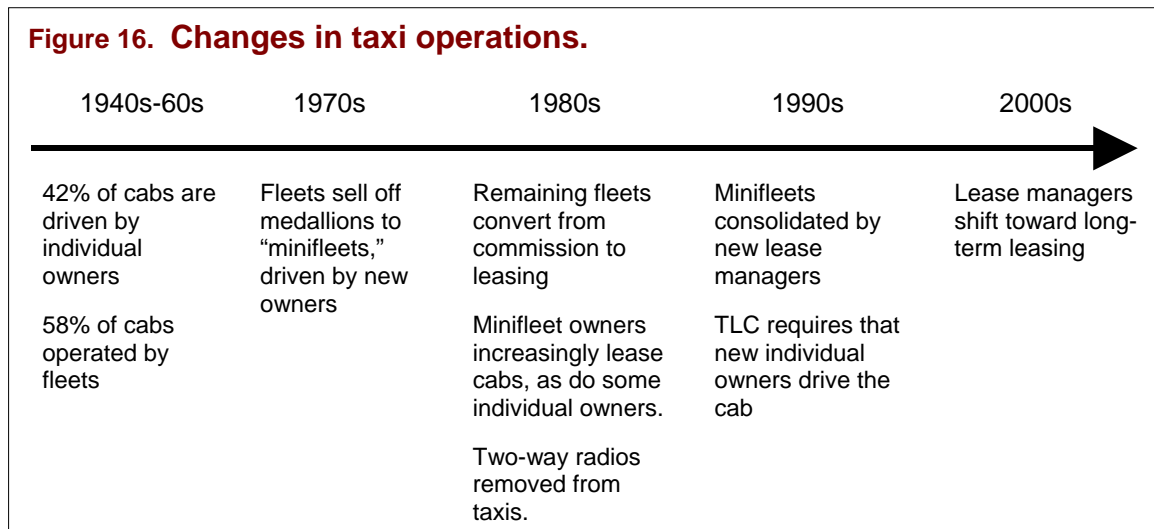 Figure 16. Changes in taxi operations.
1940s-60s
1970s
1980s
1990s
2000s
42% of cabs are
driven by
individual
owners
58% of cabs
operated by
fleets
Fleets sell off
medallions to
“minifleets,”
driven by new
owners
Remaining fleets
convert from
commission to
leasing
Minifleet owners
increasingly lease
cabs, as do some
individual owners.
Two-way radios
removed from
taxis.
Minifleets
consolidated by
new lease
managers
TLC requires that
new individual
owners drive the
cab
Lease managers
shift toward long-
term leasing